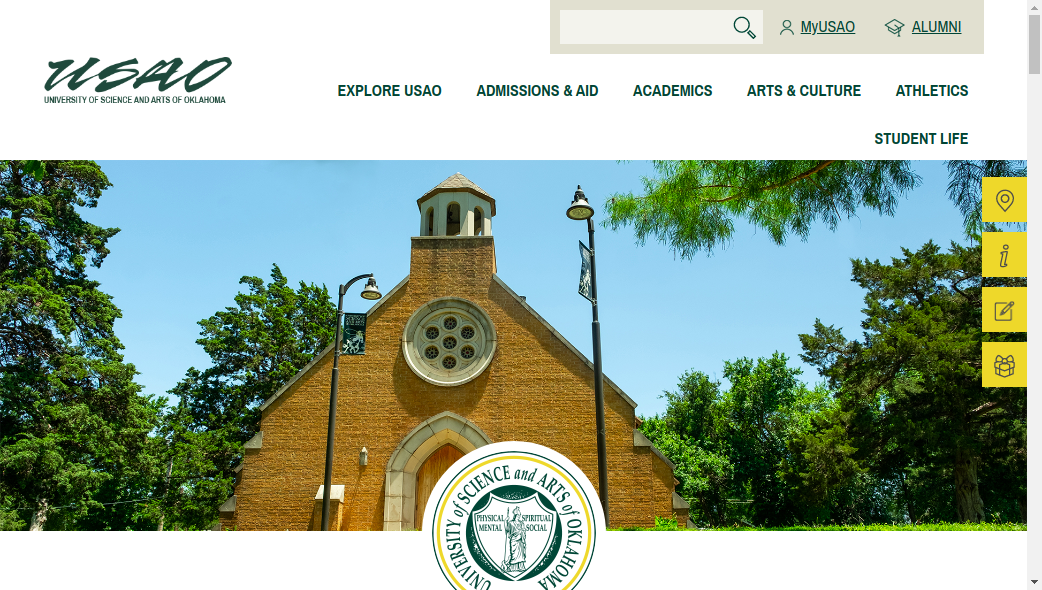 MyUSAO
ALUMNI
USAO
UNIVERSITY OF SCIENCE AND ARTS OF OKLAHOMA
EXPLORE USAO
ADMISSIONS & AID
ACADEMICS
ARTS & CULTURE
ATHLETICS
STUDENT LIFE
UNIVERSITY of SCIENCE and ARTS of OKLAHOMA
PHYSICAL SPIRITUAL
MENTAL SOCIAL